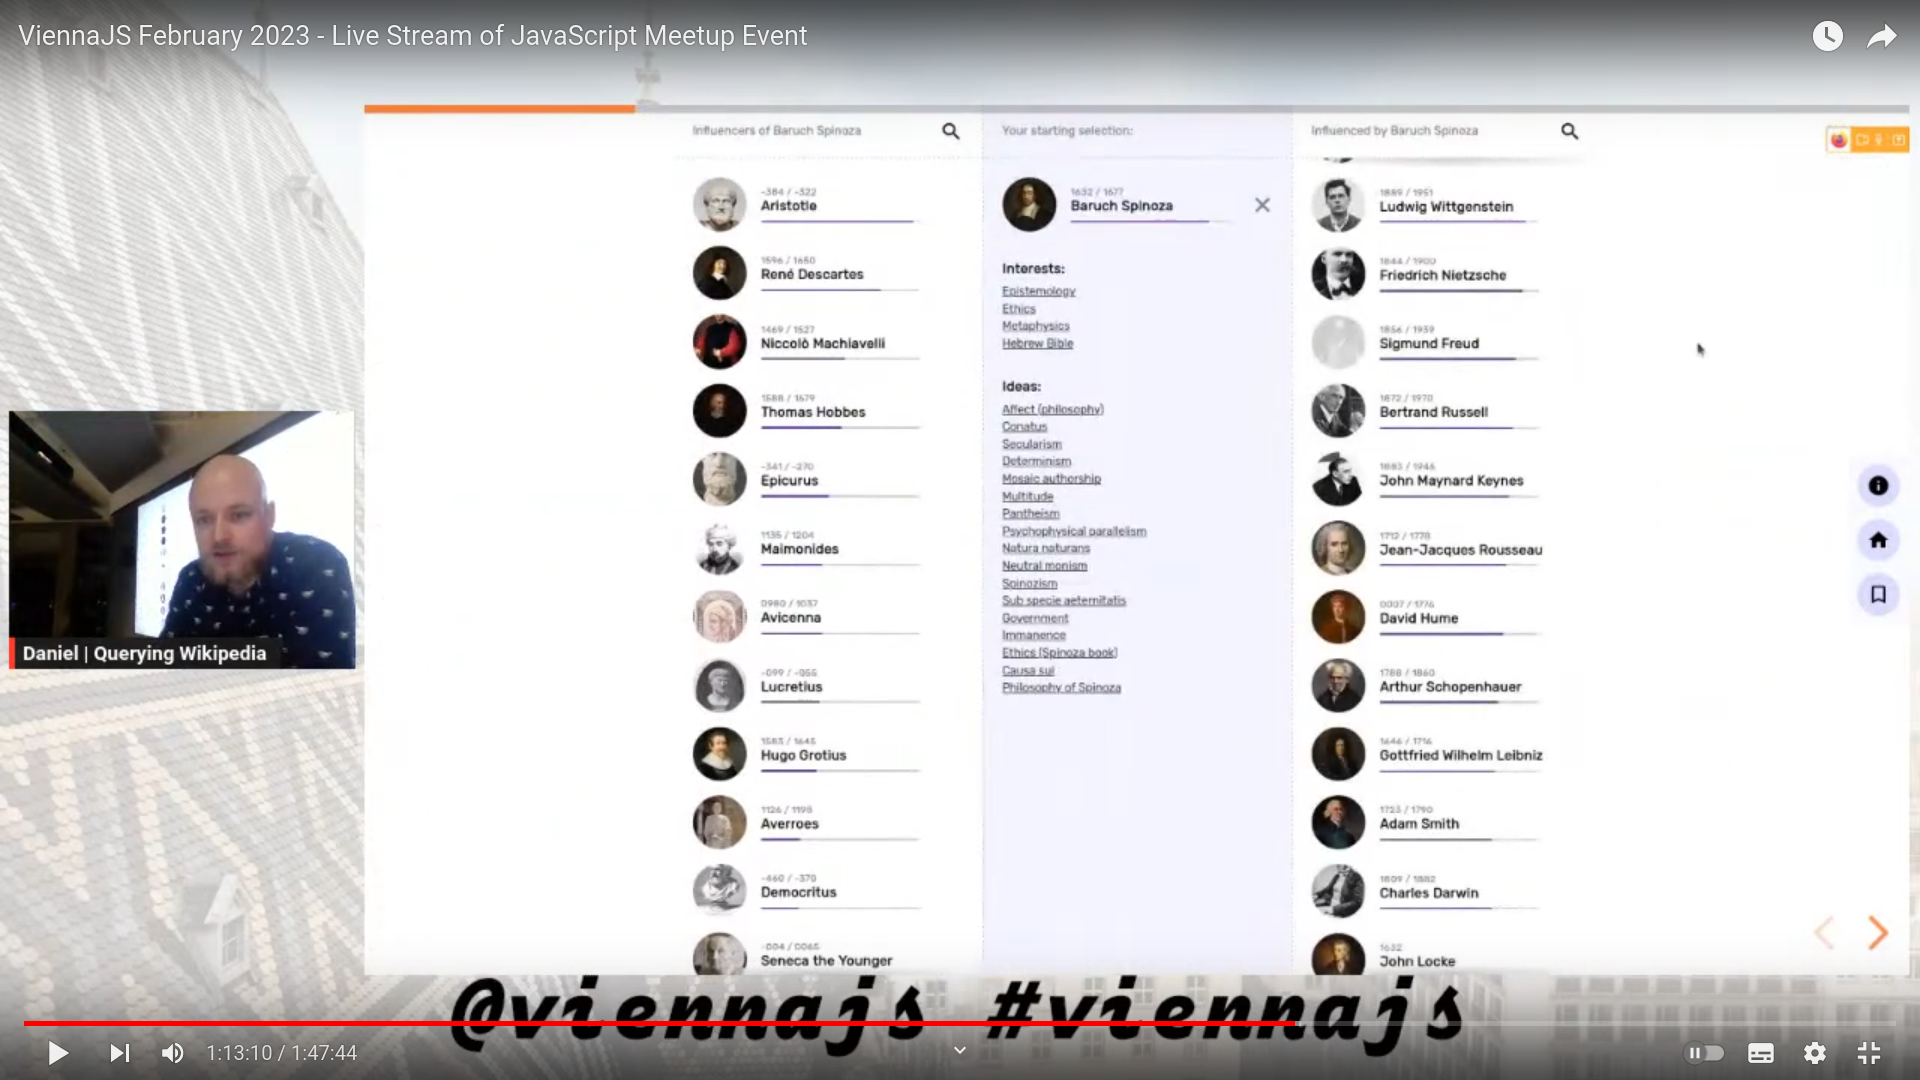 ViennaJS February 2023 - Live Stream of JavaScript Meetup Event
Influencers of Baruch Spinoza
-384 / -322
Aristotle
1596 / 1650
René Descartes
1469 / 1527
Niccolò Machiavelli
1588 / 1679
Thomas Hobbes
-341 / -270
Epicurus
1135 / 1204
Maimonides
0980 / 1037
Avicenna
-099 / -055
Lucretius
1583 / 1645
Hugo Grotius
1126 / 1198
Averroes
-460 / -370
Democritus
-004 / 0065
Seneca the Younger
Your starting selection:
1632 / 1677
Baruch Spinoza
Interests:
Epistemology
Ethics
Metaphysics
Hebrew Bible
Ideas:
Affect (philosophy)
Conatus
Secularism
Determinism
Mosaic authorship
Multitude
Pantheism
Psychophysical parallelism
Natura naturans
Neutral monism
Spinozism
Sub specie aeternitatis
Government
Immanence
Ethics (Spinoza book)
Causa sui
Philosophy of Spinoza
Influenced by Baruch Spinoza
1889 / 1951
Ludwig Wittgenstein
1844 / 1900
Friedrich Nietzsche
1856 / 1939
Sigmund Freud
1872 / 1970
Bertrand Russell
1883 / 1946
John Maynard Keynes
1712 / 1778
Jean-Jacques Rousseau
0007 / 1776
David Hume
1788 / 1860
Arthur Schopenhauer
1646 / 1716
Gottfried Wilhelm Leibniz
1723 / 1790
Adam Smith
1809 / 1882
Charles Darwin
1632
John Locke
Daniel | Querying Wikipedia
@viennajs #viennajs
1:13:10 / 1:47:44